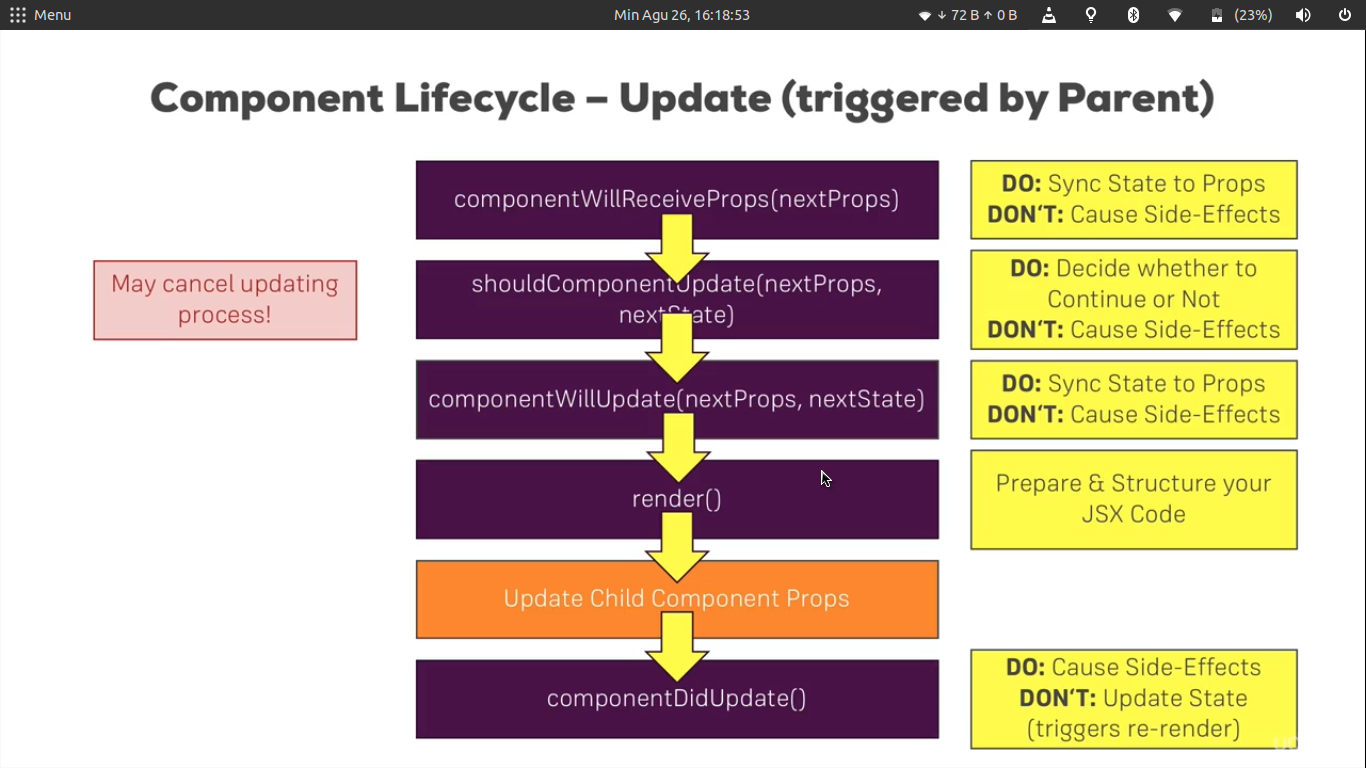 Menu
Min Agu 26, 16:18:53
↓ 72 B ↑ 0 B
(23%)
Component Lifecycle – Update (triggered by Parent)
componentWillReceiveProps(nextProps)
DO: Sync State to Props
DON‘T: Cause Side-Effects
May cancel updating
process!
shouldComponentUpdate(nextProps,
nextState)
DO: Decide whether to
Continue or Not
DON‘T: Cause Side-Effects
componentWillUpdate(nextProps, nextState)
DO: Sync State to Props
DON‘T: Cause Side-Effects
render()
Prepare & Structure your
JSX Code
Update Child Component Props
componentDidUpdate()
DO: Cause Side-Effects
DON‘T: Update State
(triggers re-render)